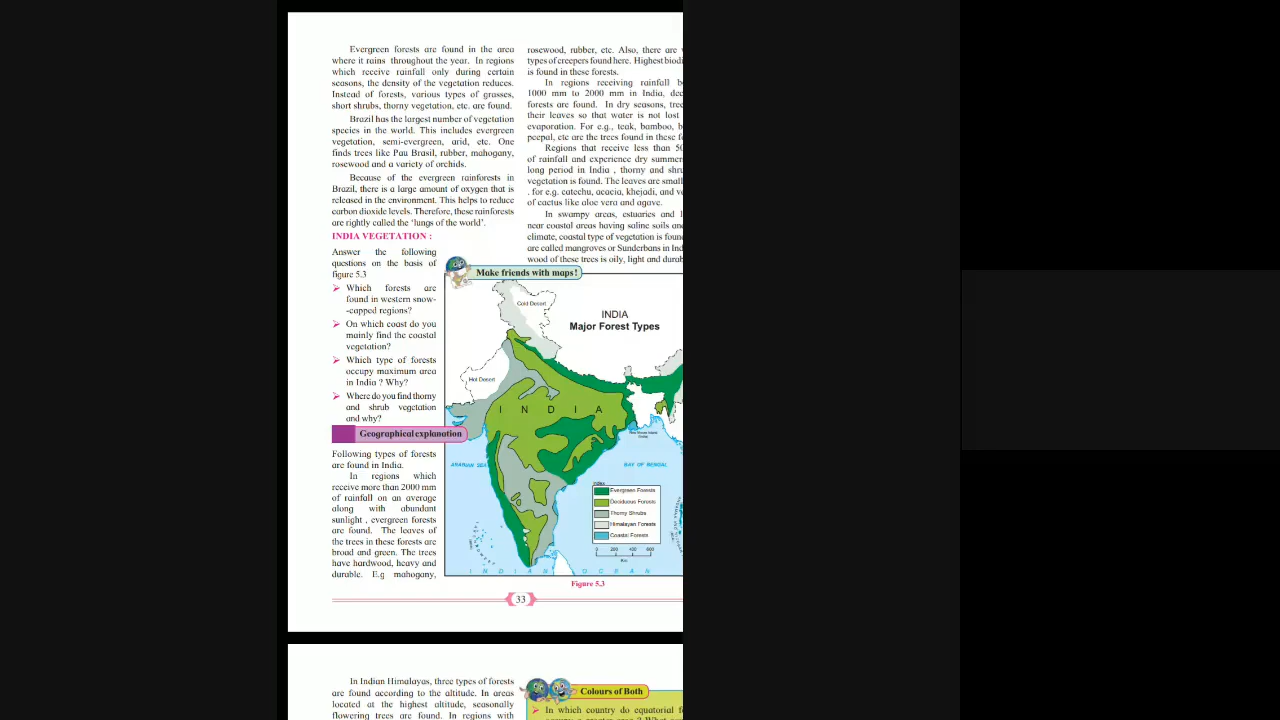 Evergreen forests are found in the area
where it rains throughout the year. In regions
which receive rainfall only during certain
seasons, the density of the vegetation reduces.
Instead of forests, various types of grasses,
short shrubs, thorny vegetation, etc. are found.
Brazil has the largest number of vegetation
species in the world. This includes evergreen
vegetation, semi-evergreen, arid, etc. One
finds trees like Pau Brasil, rubber, mahogany,
rosewood and a variety of orchids.
Because of the evergreen rainforests in
Brazil, there is a large amount of oxygen that is
released in the environment. This helps to reduce
carbon dioxide levels. Therefore, these rainforests
are rightly called the ‘lungs of the world’.
INDIA VEGETATION :
Answer the following
questions on the basis of
figure 5.3
➢ Which forests are
found in western snow-
-capped regions?
➢ On which coast do you
mainly find the coastal
vegetation?
➢ Which type of forests
occupy maximum area
in India ? Why?
➢ Where do you find thorny
and shrub vegetation
and why?
Geographical explanation
Following types of forests
are found in India.
In regions which
receive more than 2000 mm
of rainfall on an average
along with abundant
sunlight , evergreen forests
are found. The leaves of
the trees in these forests are
broad and green. The trees
have hardwood, heavy and
durable. E.g mahogany,
rosewood, rubber, etc. Also, there are
types of creepers found here. Highest
is found in these forests.
In regions receiving rainfall
1000 mm to 2000 mm in India,
forests are found. In dry seasons,
their leaves so that water is not lost
evaporation. For e.g., teak, bamboo,
peepal, etc are the trees found in these
Regions that receive less than
of rainfall and experience dry
long period in India , thorny and
vegetation is found. The leaves are small
. for e.g. catechu, acacia, khejadi, and
of cactus like aloe vera and agave.
In swampy areas, estuaries and
near coastal areas having saline soils and
climate, coastal type of vegetation is
are called mangroves or Sunderbans in
wood of these trees is oily, light and
Make friends with maps!
Cold Desert
INDIA
Major Forest Types
Hot Desert
I N D I A
ARABIAN SEA
BAY OF BENGAL
Index
Evergreen Forests
Deciduous Forests
Thorny Shrubs
Himalayan Forests
Coastal Forests
0 200 400 600
Km
I N D I A N O C E A N
Figure 5.3
33
In Indian Himalayas, three types of forests
are found according to the altitude. In areas
located at the highest altitude, seasonally
flowering trees are found. In regions with
Colours of Both
➢ In which country do equatorial